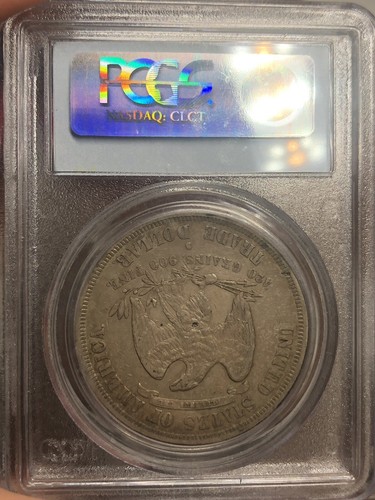 PCGS
NASDAQ: CLCT
UNITED STATES OF AMERICA
420 GRAINS, 900 FINE.
TRADE DOLLAR